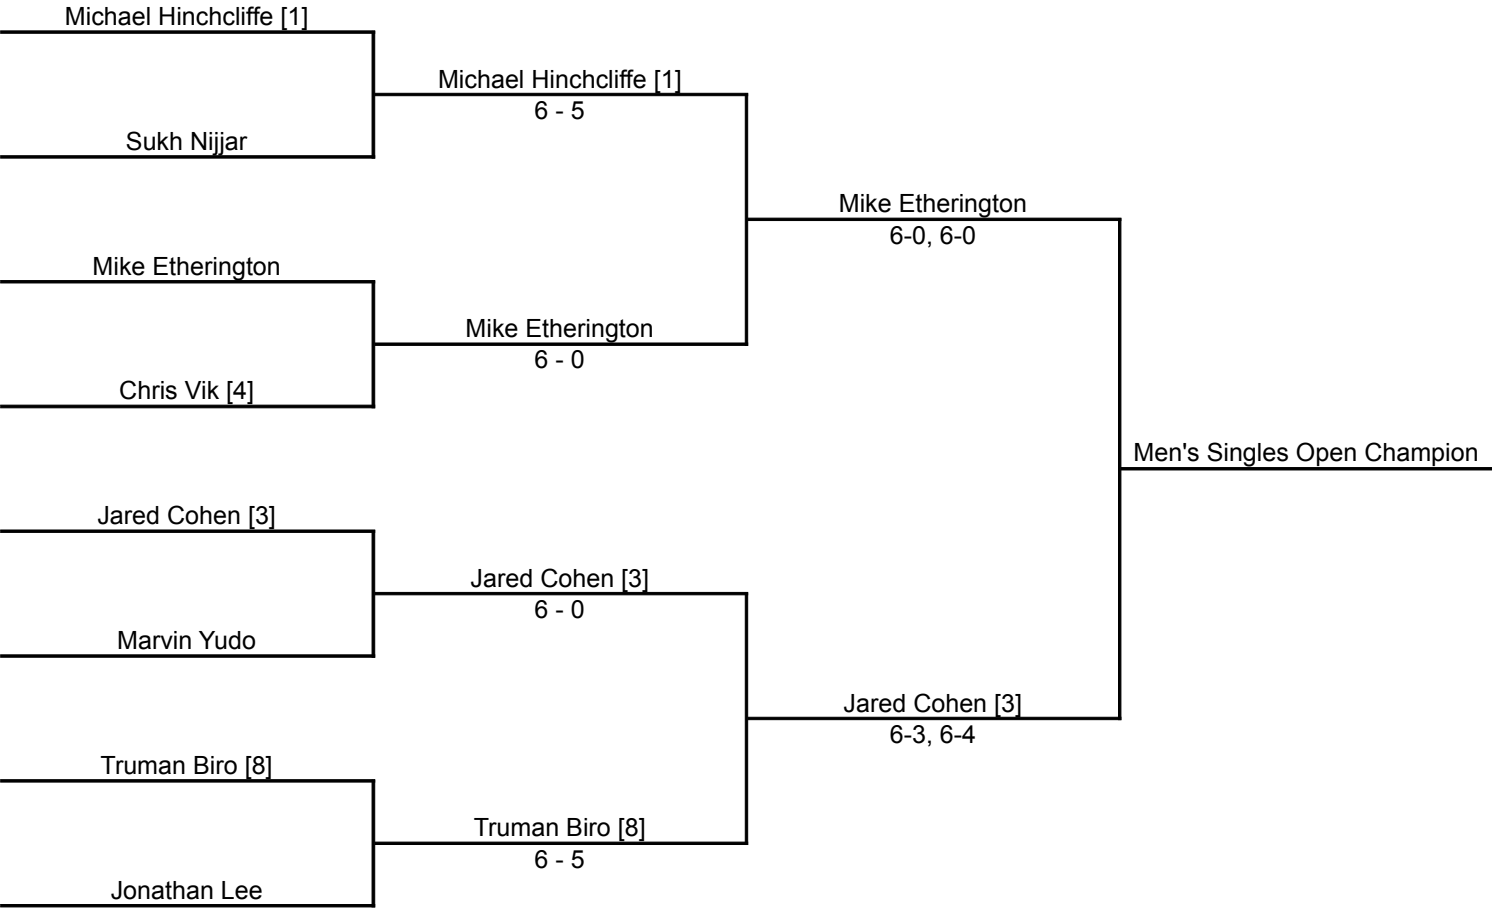 Michael Hinchcliffe [1]
Michael Hinchcliffe [1]
6 - 5
Sukh Nijjar
Mike Etherington
6-0, 6-0
Mike Etherington
Mike Etherington
6 - 0
Chris Vik [4]
Men's Singles Open Champion
Jared Cohen [3]
Jared Cohen [3]
6 - 0
Marvin Yudo
Jared Cohen [3]
6-3, 6-4
Truman Biro [8]
Truman Biro [8]
6 - 5
Jonathan Lee